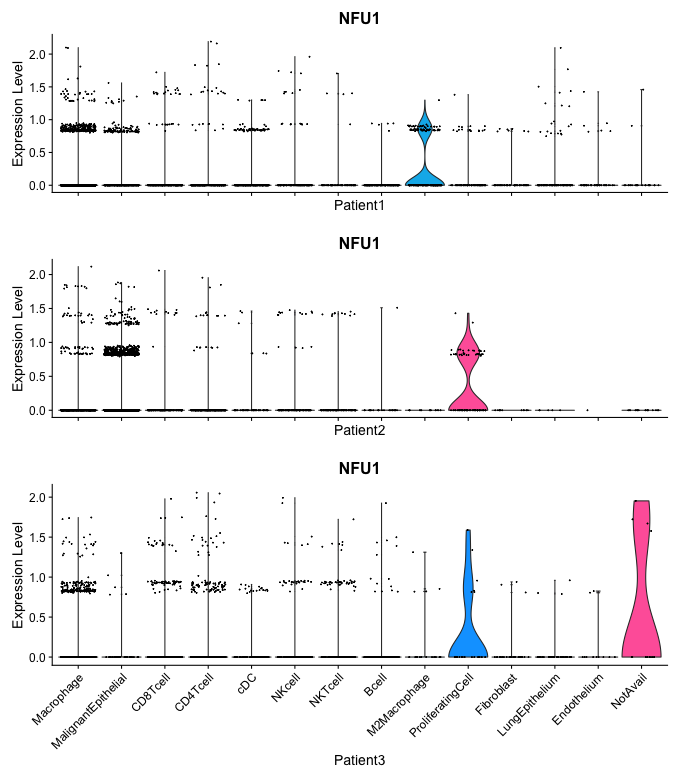 NFU1
Expression Level
2.0
1.5
1.0
0.5
0.0
Patient1
NFU1
Expression Level
2.0
1.5
1.0
0.5
0.0
Patient2
NFU1
Expression Level
2.0
1.5
1.0
0.5
0.0
Macrophage
MalignantEpithelial
CD8Tcell
CD4Tcell
cDC
NKcell
NKTcell
Bcell
M2Macrophage
ProliferatingCell
Fibroblast
LungEpithelium
Endothelium
NotAvail
Patient3